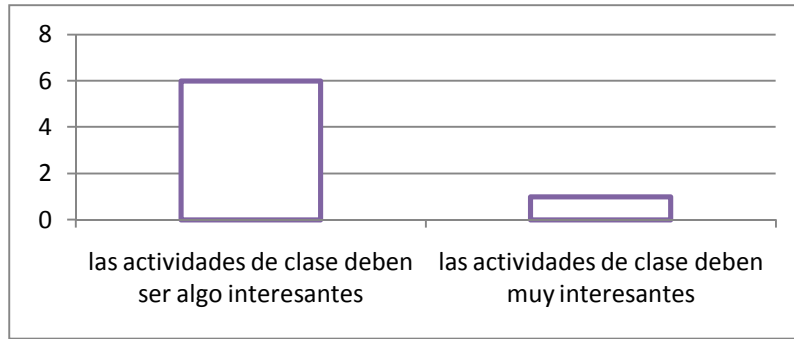 8
6
4
2
0
las actividades de clase deben
ser algo interesantes
las actividades de clase deben
muy interesantes